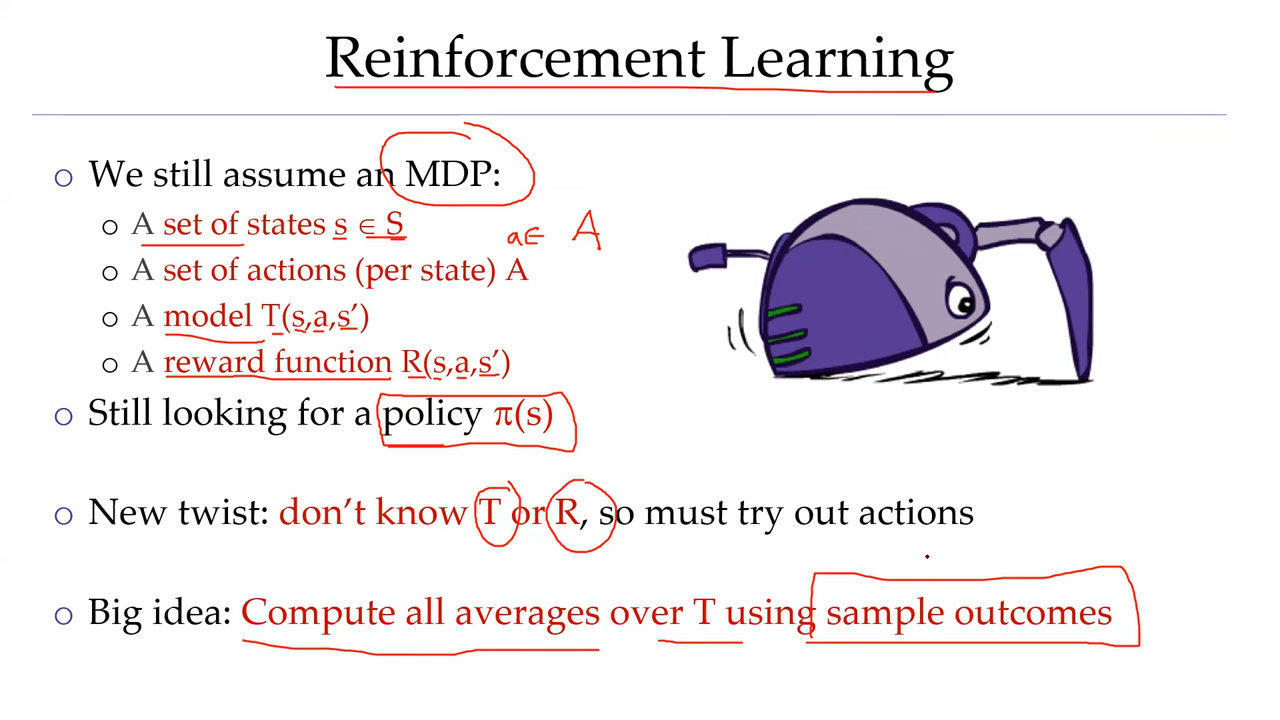 Reinforcement Learning
We still assume an MDP:
A set of states s ∈ S
a∈ A
A set of actions (per state) A
A model T(s,a,s’)
A reward function R(s,a,s’)
Still looking for a policy π(s)
New twist: don’t know T or R, so must try out actions
Big idea: Compute all averages over T using sample outcomes